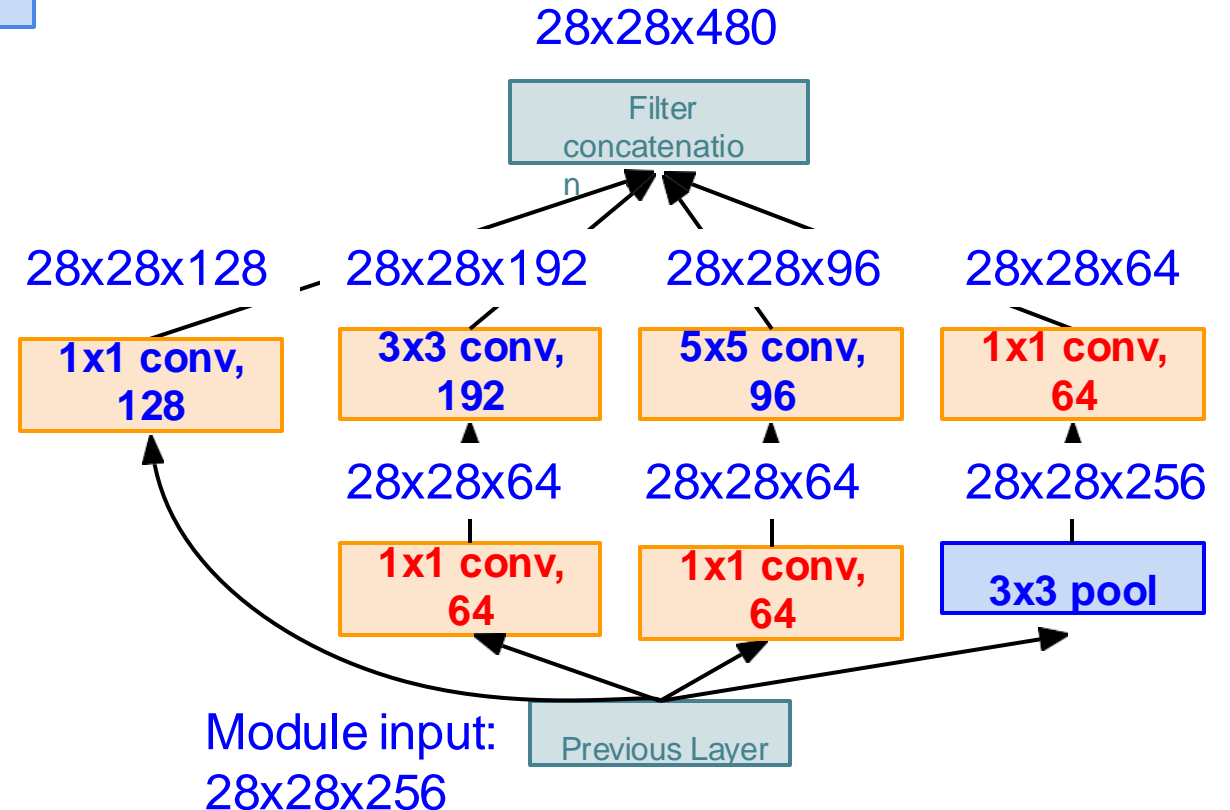 28x28x480
Filter
concatenatio
n
28x28x128
28x28x192
28x28x96
28x28x64
1x1 conv,
128
3x3 conv,
192
5x5 conv,
96
1x1 conv,
64
28x28x64
28x28x64
28x28x256
1x1 conv,
64
1x1 conv,
64
3x3 pool
Module input:
28x28x256
Previous Layer